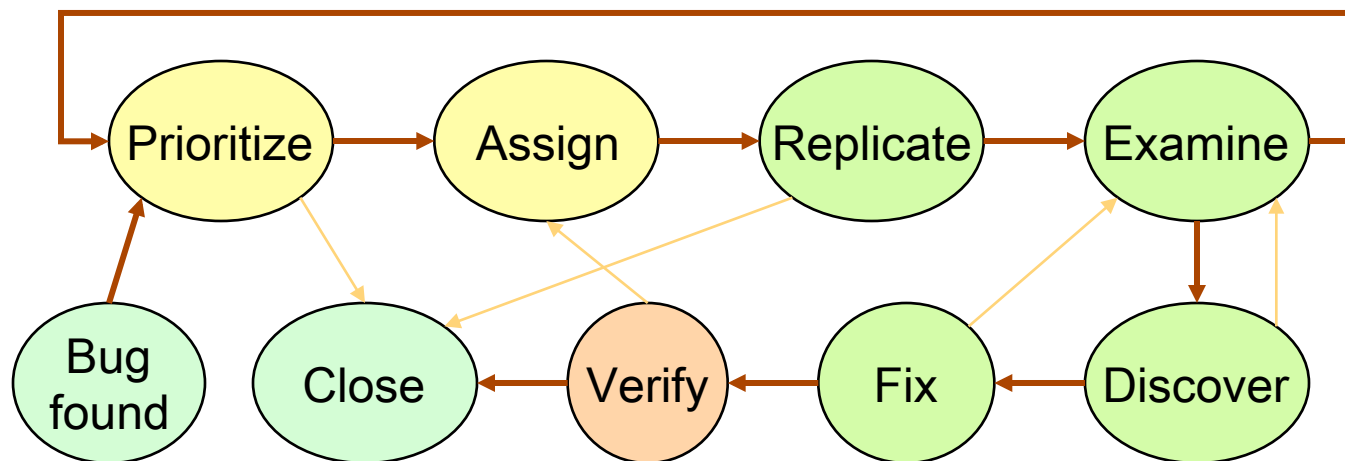 Prioritize
Assign
Replicate
Examine
Bug
found
Close
Verify
Fix
Discover